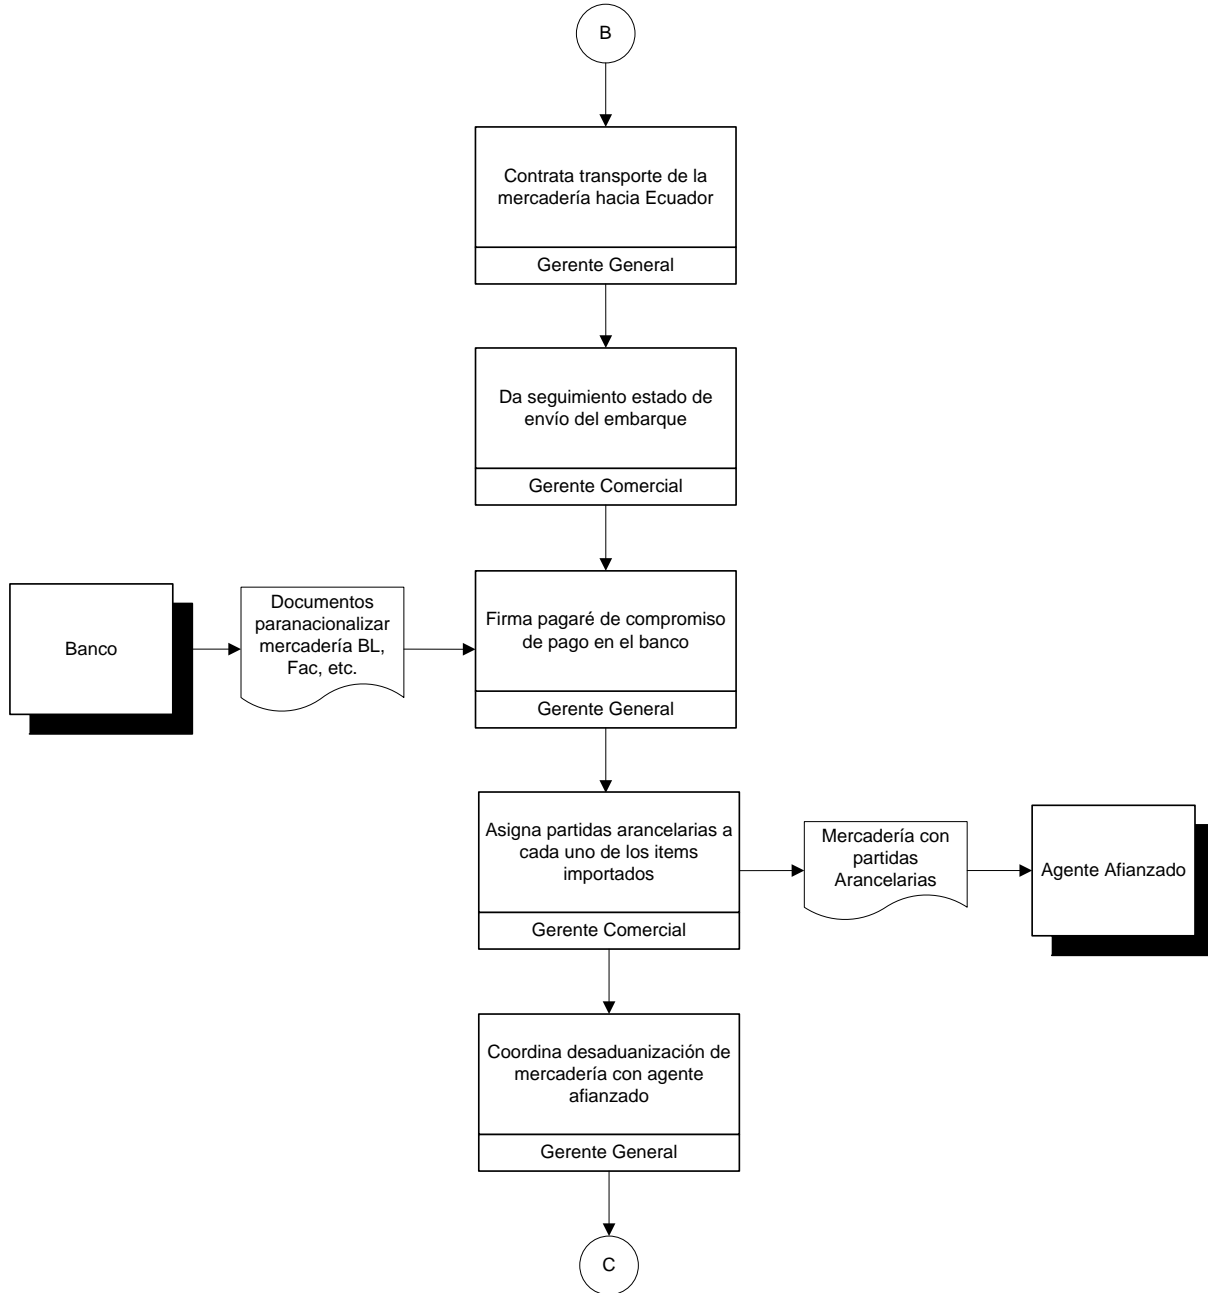 B
Contrata transporte de la
mercadería hacia Ecuador
Gerente General
Da seguimiento estado de
envío del embarque
Gerente Comercial
Banco
Documentos
paranacionalizar
mercadería BL,
Fac, etc.
Firma pagaré de compromiso
de pago en el banco
Gerente General
Asigna partidas arancelarias a
cada uno de los items
importados
Gerente Comercial
Mercadería con
partidas
Arancelarias
Agente Afianzado
Coordina desaduanización de
mercadería con agente
afianzado
Gerente General
C